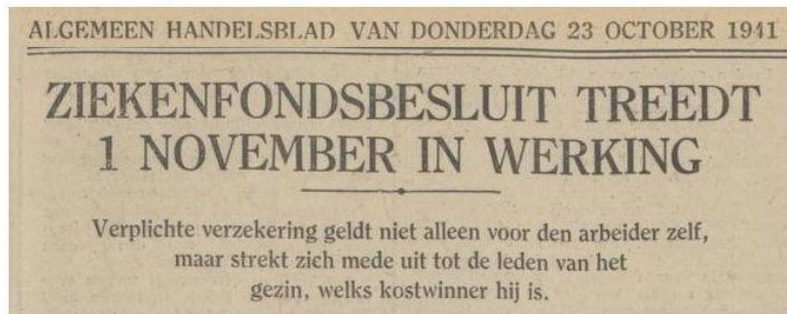 ALGEMEEN HANDELSBLAD VAN DONDERDAG 23 OCTOBER 1941
ZIEKENFONDSBESLUIT TREEDT
1 NOVEMBER IN WERKING
Verplichte verzekering geldt niet alleen voor den arbeider zelf,
maar strekt zich mede uit tot de leden van het
gezin, welks kostwinner hij is.